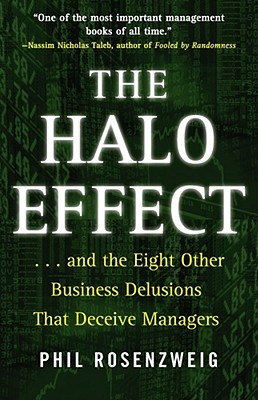 “One of the most important management
books of all time.”
–Nassim Nicholas Taleb, author of Fooled by Randomness
THE
HALO
EFFECT
. . . and the Eight Other
Business Delusions
That Deceive Managers
PHIL ROSENZWEIG